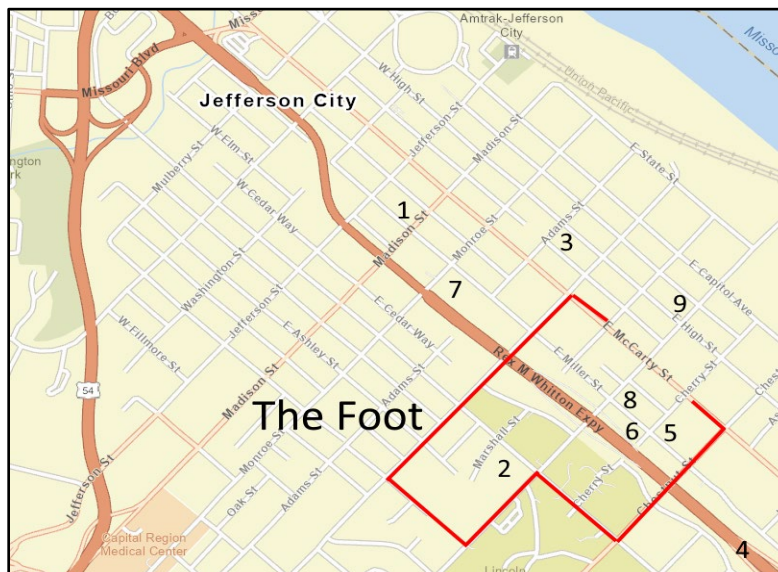 Amtrak-Jefferson
City
Misso
Missouri Blvd
Union Pacific
W High St
Jefferson City
Jefferson St
Madison St
W Elm St
E State St
Mulberry St
ington
W Cedar Way
1
Madison St
Monroe St
Adams St
3
E Capitol Ave
Washington St
7
9
E High St
E Cedar Way
E McCarty St
W Fillmore St
Jefferson St
Rex M Whitton Expy
E Miller St
Cherry St
Ches
E Ashley St
Adams St
54
Madison St
The Foot
8
6
5
Marshall St
2
Monroe St
Chestnut St
Jefferson St
Oak St
Adams St
Cherry St
Capital Region
Medical Center
4
Lincoln